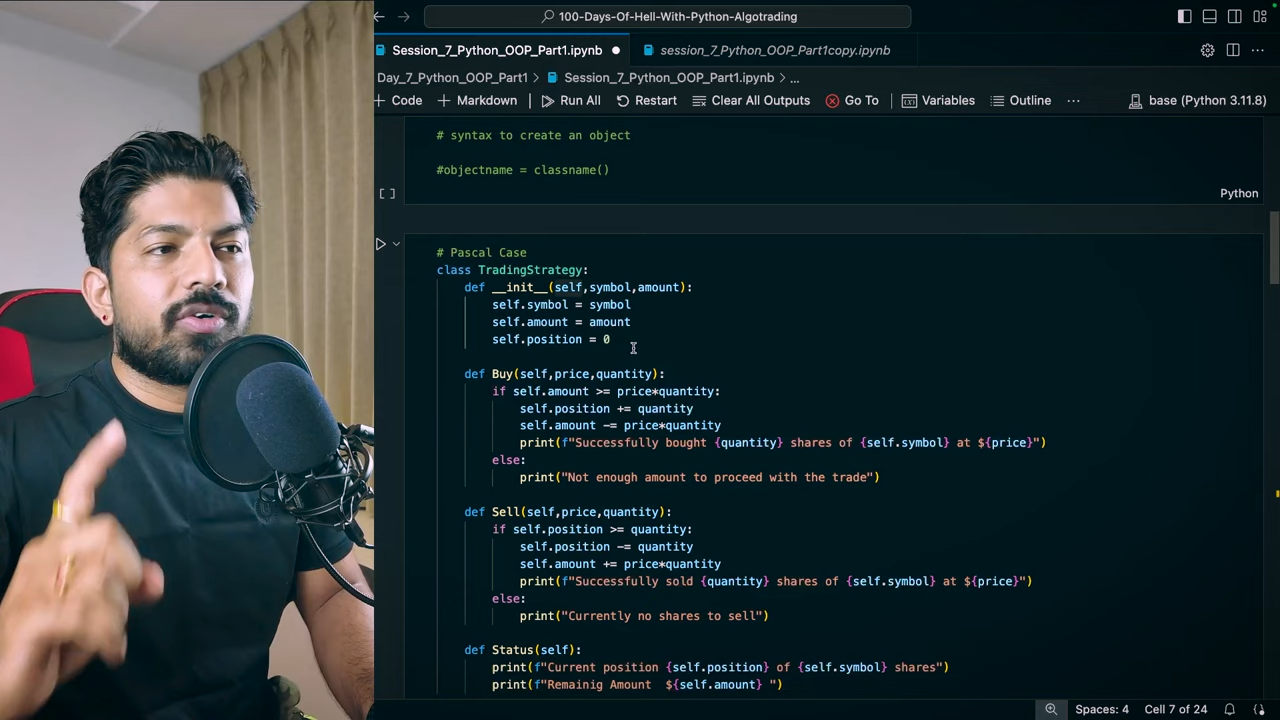 100-Days-Of-Hell-With-Python-Algotrading
Session_7_Python_OOP_Part1.ipynb
session_7_Python_OOP_Part1copy.ipynb
Day_7_Python_OOP_Part1 > Session_7_Python_OOP_Part1.ipynb > ...
+ Code + Markdown Run All Restart Clear All Outputs Go To Variables Outline ... base (Python 3.11.8)
# syntax to create an object
#objectname = classname()
[ ]
Python
# Pascal Case
class TradingStrategy:
def __init__(self,symbol,amount):
self.symbol = symbol
self.amount = amount
self.position = 0
def Buy(self,price,quantity):
if self.amount >= price*quantity:
self.position += quantity
self.amount -= price*quantity
print(f"Successfully bought {quantity} shares of {self.symbol} at ${price}")
else:
print("Not enough amount to proceed with the trade")
def Sell(self,price,quantity):
if self.position >= quantity:
self.position -= quantity
self.amount += price*quantity
print(f"Successfully sold {quantity} shares of {self.symbol} at ${price}")
else:
print("Currently no shares to sell")
def Status(self):
print(f"Current position {self.position} of {self.symbol} shares")
print(f"Remainig Amount  ${self.amount} ")
Spaces: 4 Cell 7 of 24